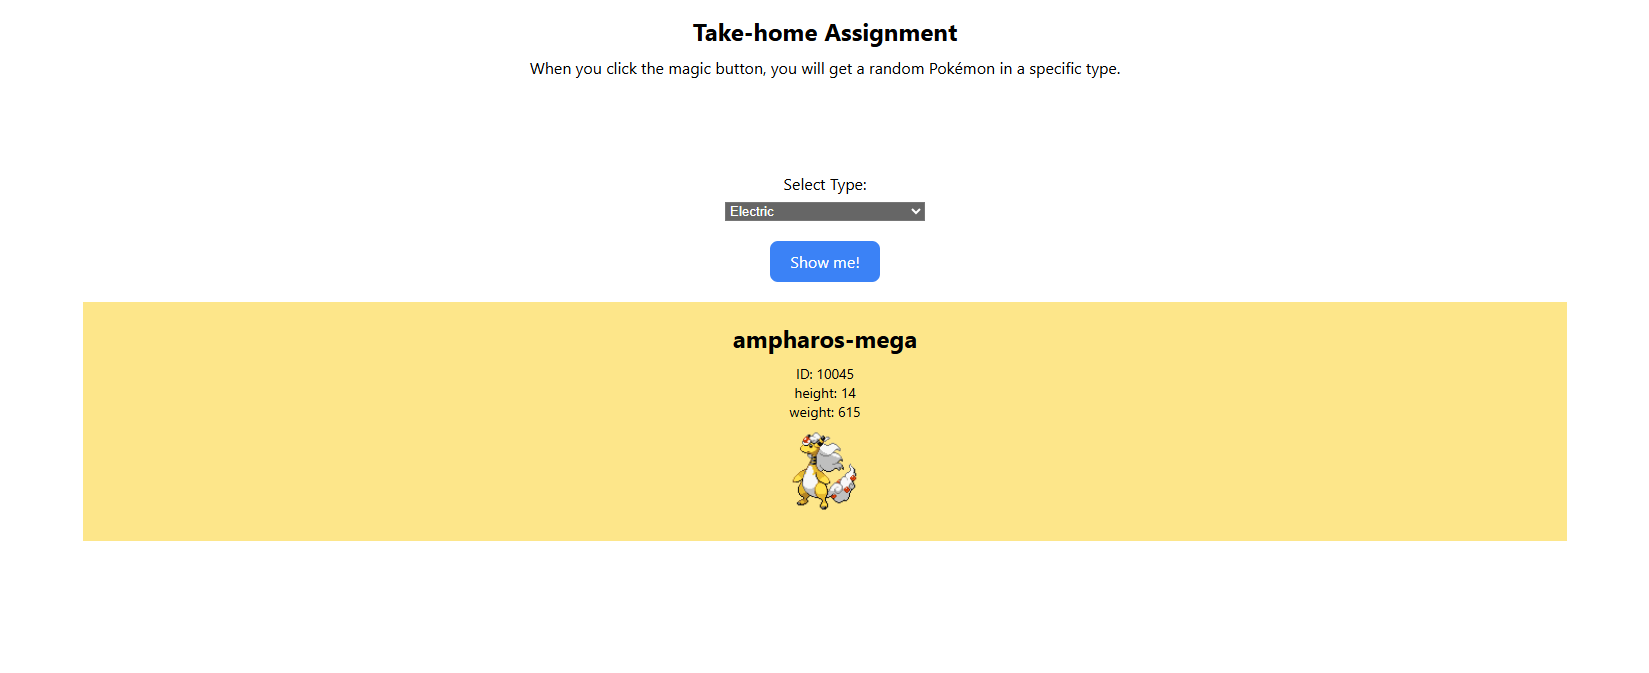 Take-home Assignment
When you click the magic button, you will get a random Pokémon in a specific type.
Select Type:
Electric
Show me!
ampharos-mega
ID: 10045
height: 14
weight: 615